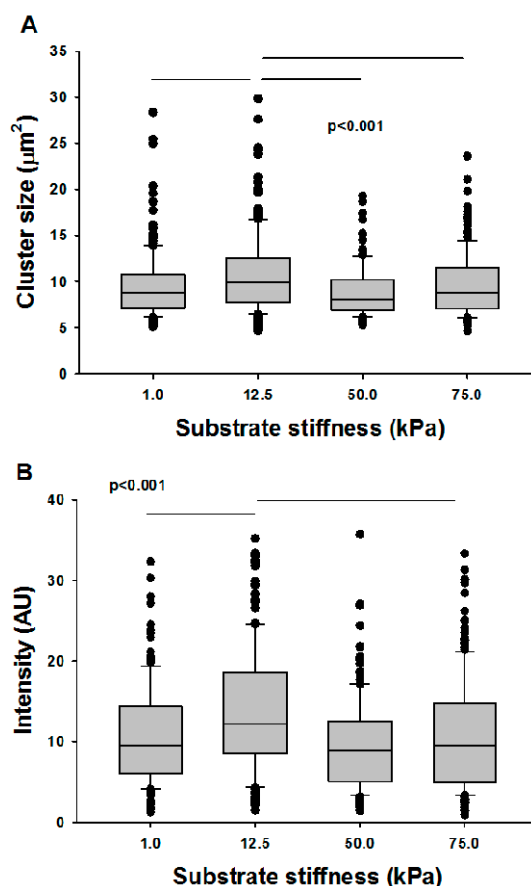 A
35
30
25
20
15
10
5
0
Cluster size (μm²)
p<0.001
1.0 12.5 50.0 75.0
Substrate stiffness (kPa)
B
p<0.001
40
30
20
10
0
Intensity (AU)
1.0 12.5 50.0 75.0
Substrate stiffness (kPa)